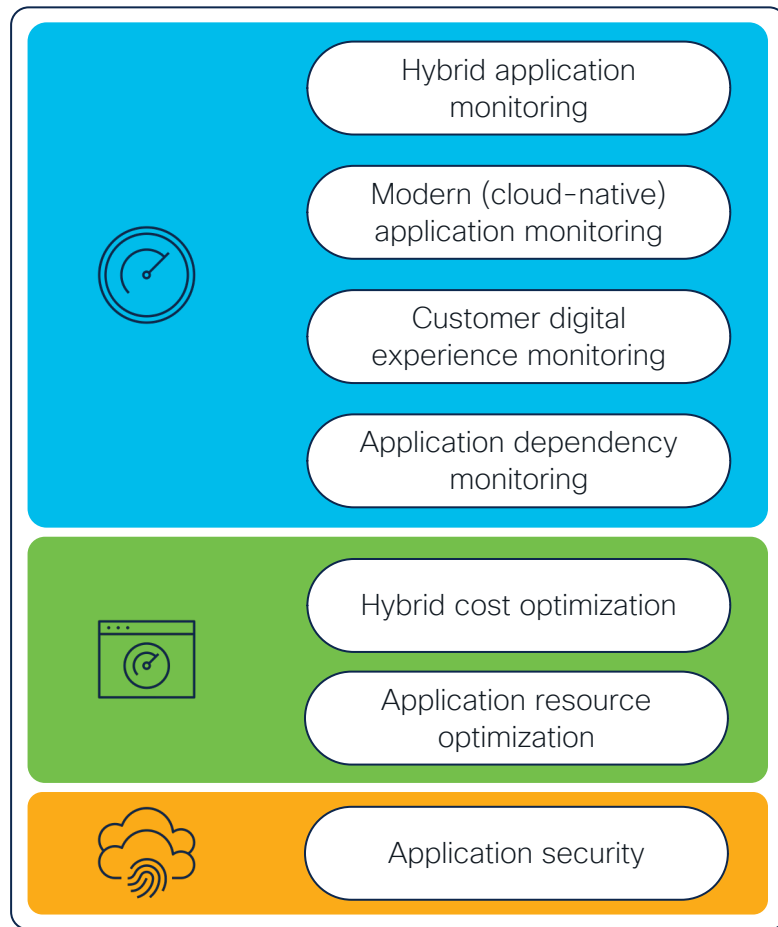 Hybrid application
monitoring
Modern (cloud-native)
application monitoring
Customer digital
experience monitoring
Application dependency
monitoring
Hybrid cost optimization
Application resource
optimization
Application security